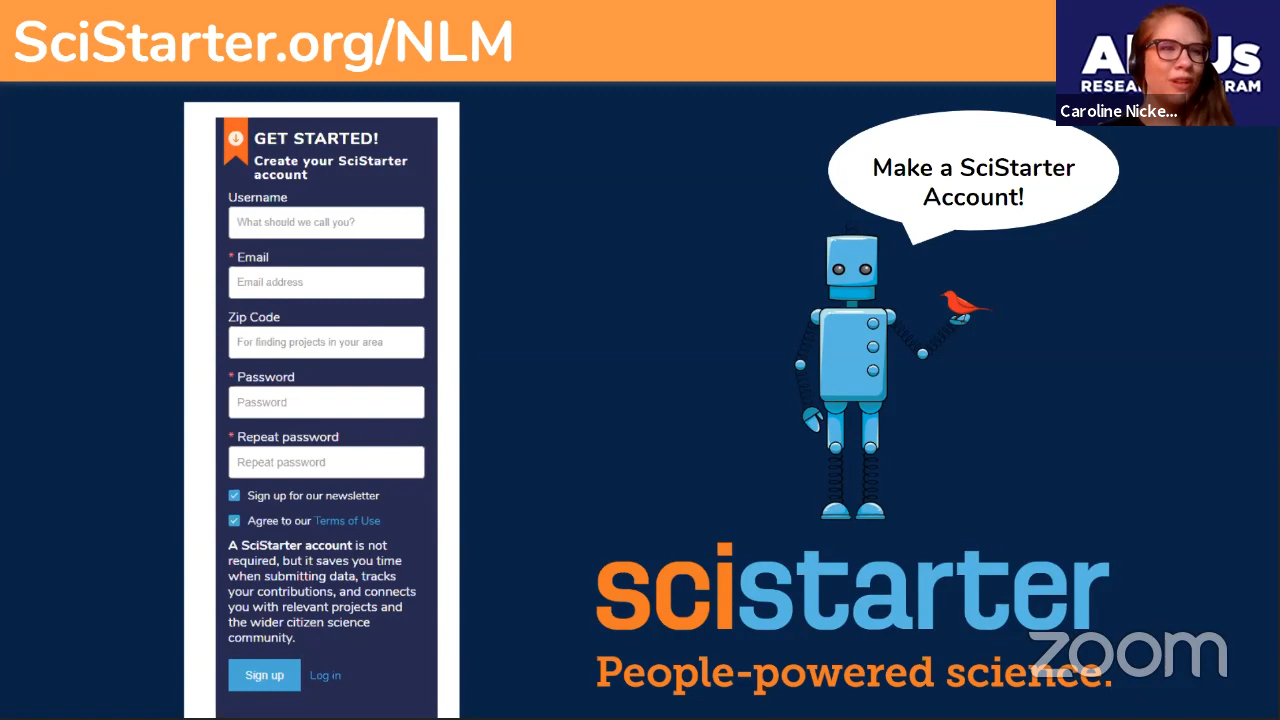 SciStarter.org/NLM
RESEA
RAM
Caroline Nicke...
GET STARTED!
Create your SciStarter
account
Username
What should we call you?
* Email
Email address
Zip Code
For finding projects in your area
* Password
Password
* Repeat password
Repeat password
Sign up for our newsletter
Agree to our Terms of Use
A SciStarter account is not
required, but it saves you time
when submitting data, tracks
your contributions, and connects
you with relevant projects and
the wider citizen science
community.
Sign up
Log in
Make a SciStarter
Account!
scistarter
People-powered science.
zoom